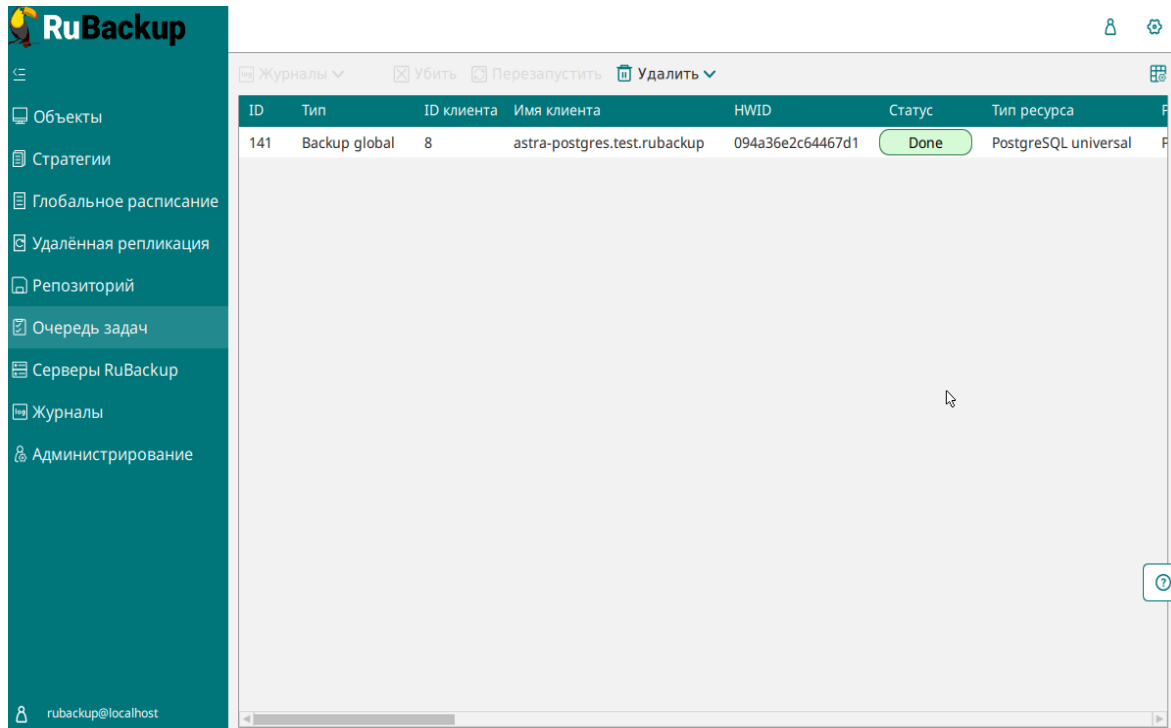 RuBackup
Журналы Убить Перезапустить Удалить
Объекты
Стратегии
Глобальное расписание
Удалённая репликация
Репозиторий
Очередь задач
Серверы RuBackup
Журналы
Администрирование
rubackup@localhost
ID Тип ID клиента Имя клиента HWID Статус Тип ресурса
141 Backup global 8 astra-postgres.test.rubackup 094a36e2c64467d1 Done PostgreSQL universal